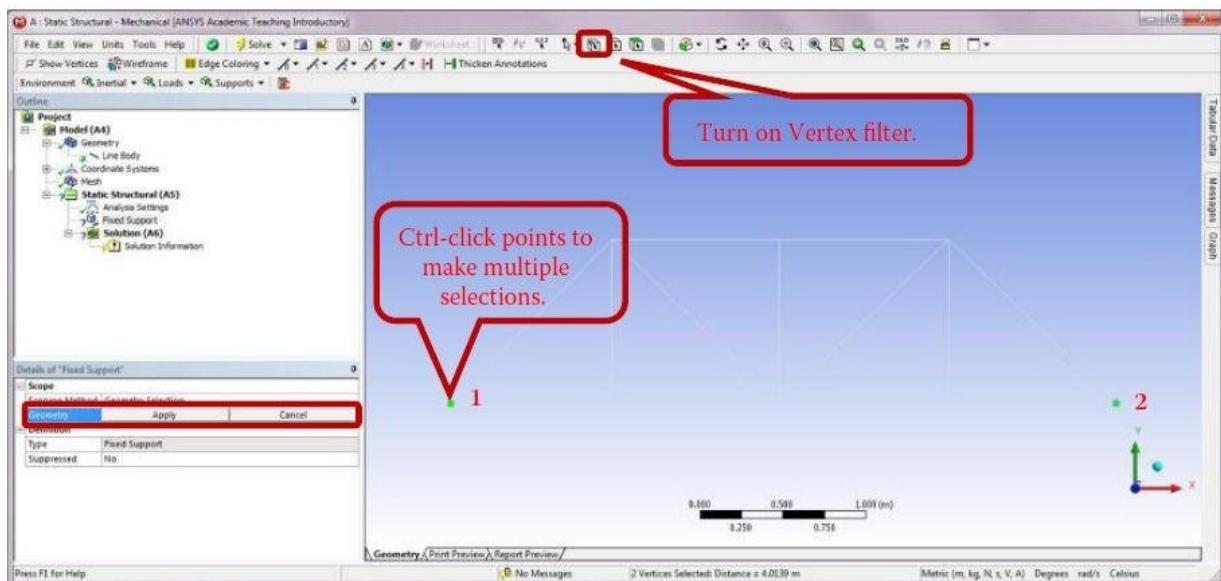 A : Static Structural - Mechanical [ANSYS Academic Teaching Introductory]
File Edit View Units Tools Help Solve Worksheet
Show Vertices Wireframe Edge Coloring Thicken Annotations
Environment Inertial Loads Supports
Outline
Project
Model (A4)
Geometry
Line Body
Coordinate Systems
Mesh
Static Structural (A5)
Analysis Settings
Fixed Support
Solution (A6)
Solution Information
Turn on Vertex filter.
Ctrl-click points to
make multiple
selections.
1
2
Y
X
Tabular Data
Messages
Graph
Details of "Fixed Support"
Scope
Scoping Method Geometry Selection
Geometry Apply Cancel
Definition
Type Fixed Support
Suppressed No
0.000 0.500 1.000 (m)
0.250 0.750
Geometry Print Preview Report Preview
Press F1 for Help No Messages 2 Vertices Selected: Distance = 4.0139 m Metric (m, kg, N, s, V, A) Degrees rad/s Celsius